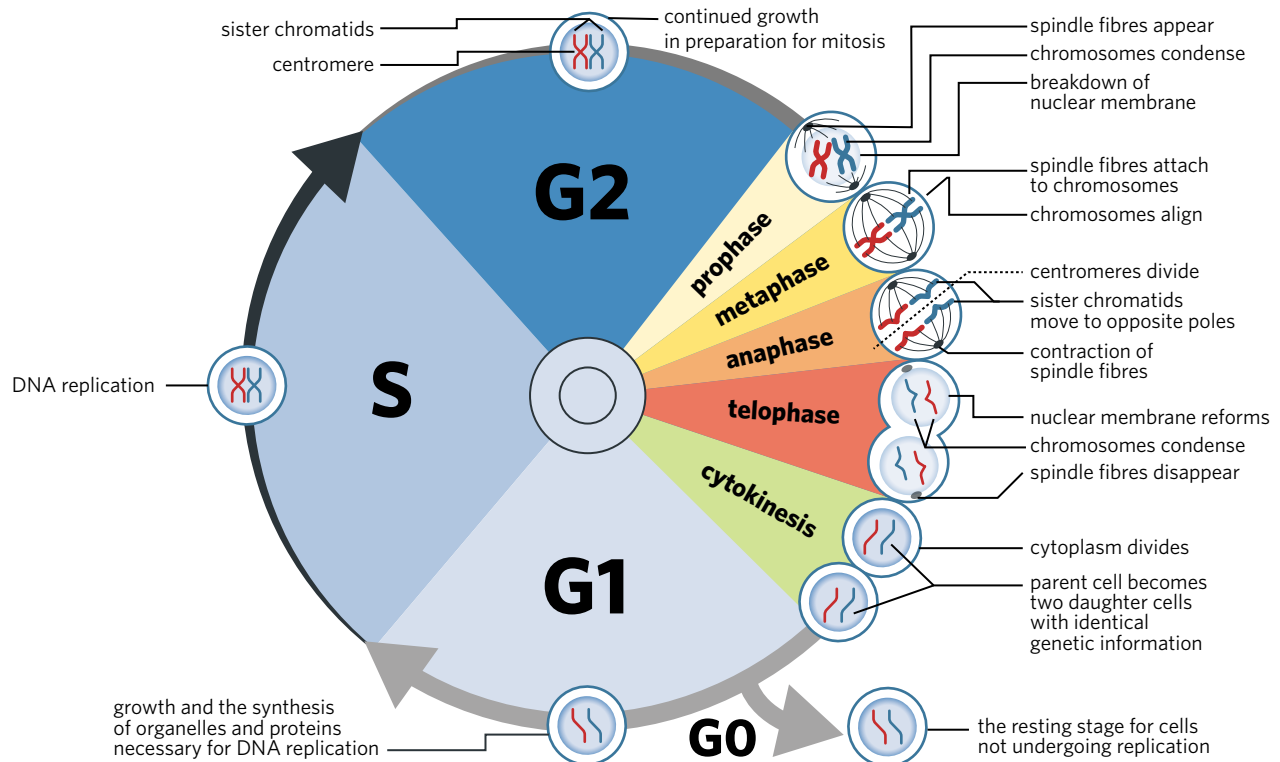 sister chromatids
centromere
continued growth
in preparation for mitosis
spindle fibres appear
chromosomes condense
breakdown of
nuclear membrane
spindle fibres attach
to chromosomes
chromosomes align
centromeres divide
sister chromatids
move to opposite poles
contraction of
spindle fibres
nuclear membrane reforms
chromosomes condense
spindle fibres disappear
cytoplasm divides
parent cell becomes
two daughter cells
with identical
genetic information
G2
prophase
metaphase
anaphase
telophase
cytokinesis
S
DNA replication
G1
growth and the synthesis
of organelles and proteins
necessary for DNA replication
G0
the resting stage for cells
not undergoing replication